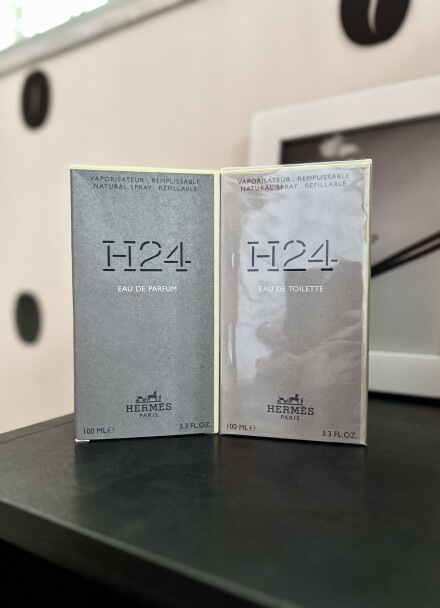 VAPORISATEUR . REMPLISSABLE
NATURAL SPRAY . REFILLABLE
H24
EAU DE PARFUM
HERMÈS
PARIS
100 ML℮ 3.3 FL.OZ.
VAPORISATEUR . REMPLISSABLE
NATURAL SPRAY . REFILLABLE
H24
EAU DE TOILETTE
HERMÈS
PARIS
100 ML℮ 3.3 FL.OZ.